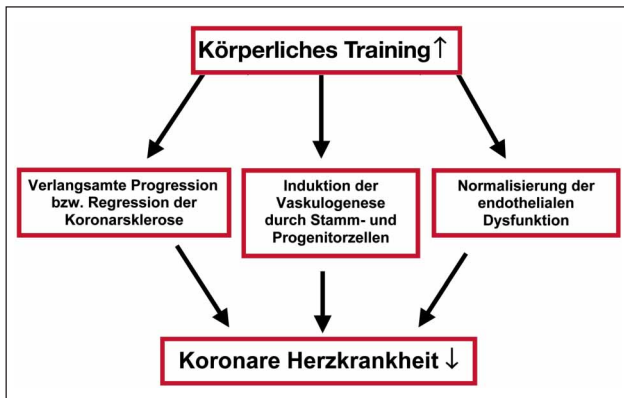 Körperliches Training ↑
Verlangsamte Progression
bzw. Regression der
Koronarsklerose
Induktion der
Vaskulogenese
durch Stamm- und
Progenitorzellen
Normalisierung der
endothelialen
Dysfunktion
Koronare Herzkrankheit ↓